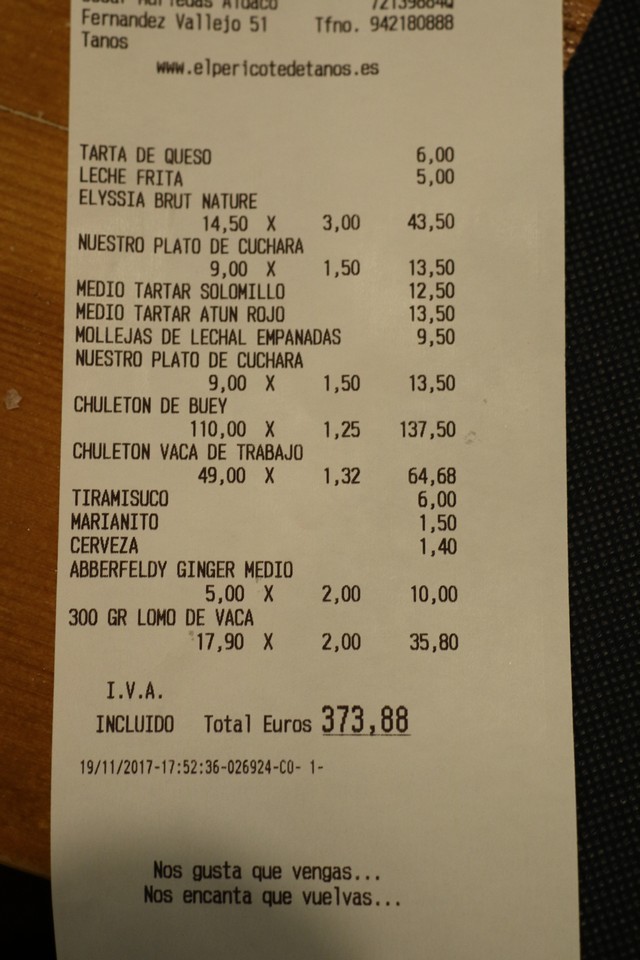 Fernandez Vallejo 51 Tfno. 942180888
Tanos
www.elpericotedetanos.es
TARTA DE QUESO 6,00
LECHE FRITA 5,00
ELYSSIA BRUT NATURE
14,50 X 3,00 43,50
NUESTRO PLATO DE CUCHARA
9,00 X 1,50 13,50
MEDIO TARTAR SOLOMILLO 12,50
MEDIO TARTAR ATUN ROJO 13,50
MOLLEJAS DE LECHAL EMPANADAS 9,50
NUESTRO PLATO DE CUCHARA
9,00 X 1,50 13,50
CHULETON DE BUEY
110,00 X 1,25 137,50
CHULETON VACA DE TRABAJO
49,00 X 1,32 64,68
TIRAMISUCO 6,00
MARIANITO 1,50
CERVEZA 1,40
ABBERFELDY GINGER MEDIO
5,00 X 2,00 10,00
300 GR LOMO DE VACA
17,90 X 2,00 35,80
I.V.A.
INCLUIDO Total Euros 373,88
19/11/2017-17:52:36-026924-CO- 1-
Nos gusta que vengas...
Nos encanta que vuelvas...